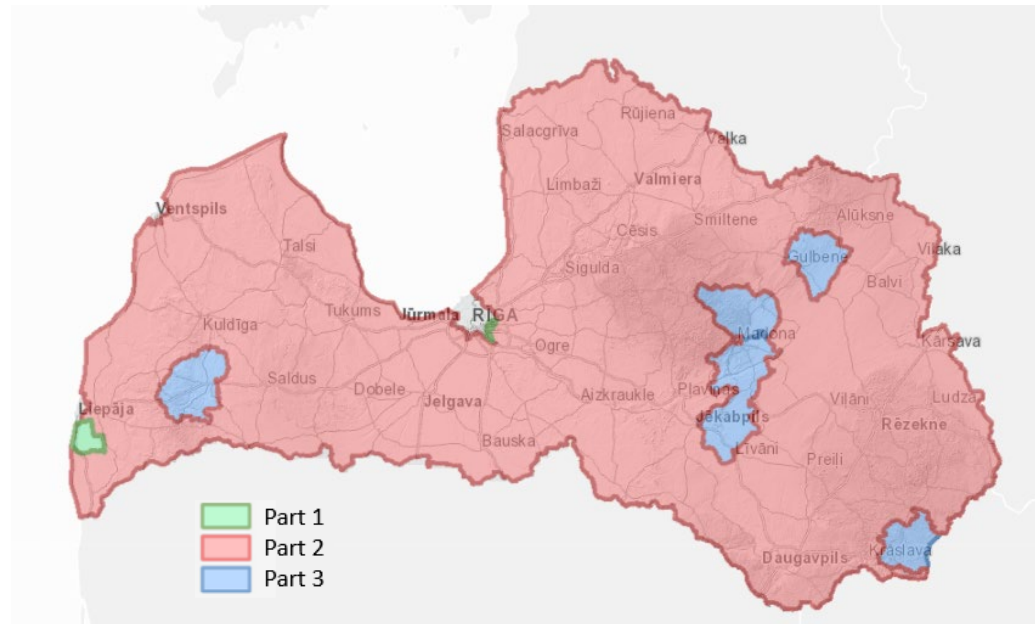 Rūjiena
Salacgrīva
Valka
Limbaži
Valmiera
Ventspils
Smiltene
Alūksne
Cēsis
Talsi
Viļaka
Gulbene
Sigulda
Balvi
Tukums
Jūrmala
RĪGA
Kuldīga
Madona
Ogre
Kārsava
Saldus
Dobele
Aizkraukle
Pļaviņas
Liepāja
Jelgava
Viļāni
Ludza
Jēkabpils
Rēzekne
Bauska
Līvāni
Preiļi
Part 1
Part 2
Krāslava
Daugavpils
Part 3